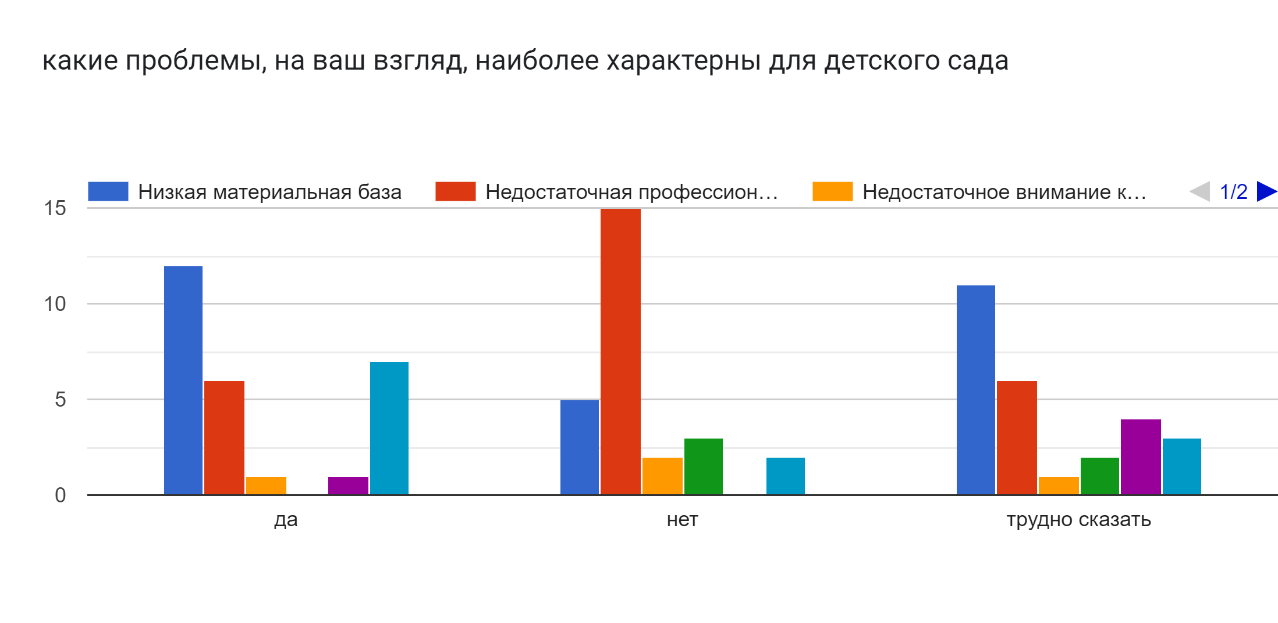 какие проблемы, на ваш взгляд, наиболее характерны для детского сада
Низкая материальная база Недостаточная профессион… Недостаточное внимание к… 1/2
15
10
5
0
да нет трудно сказать